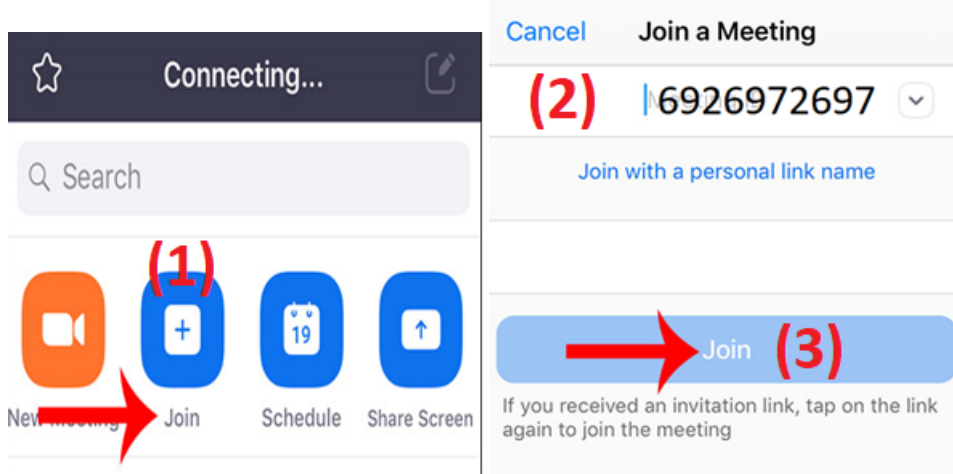 Connecting...
Search
(1)
19
New Meeting
Join
Schedule
Share Screen
Cancel
Join a Meeting
(2)
6926972697
Join with a personal link name
Join
(3)
If you received an invitation link, tap on the link
again to join the meeting